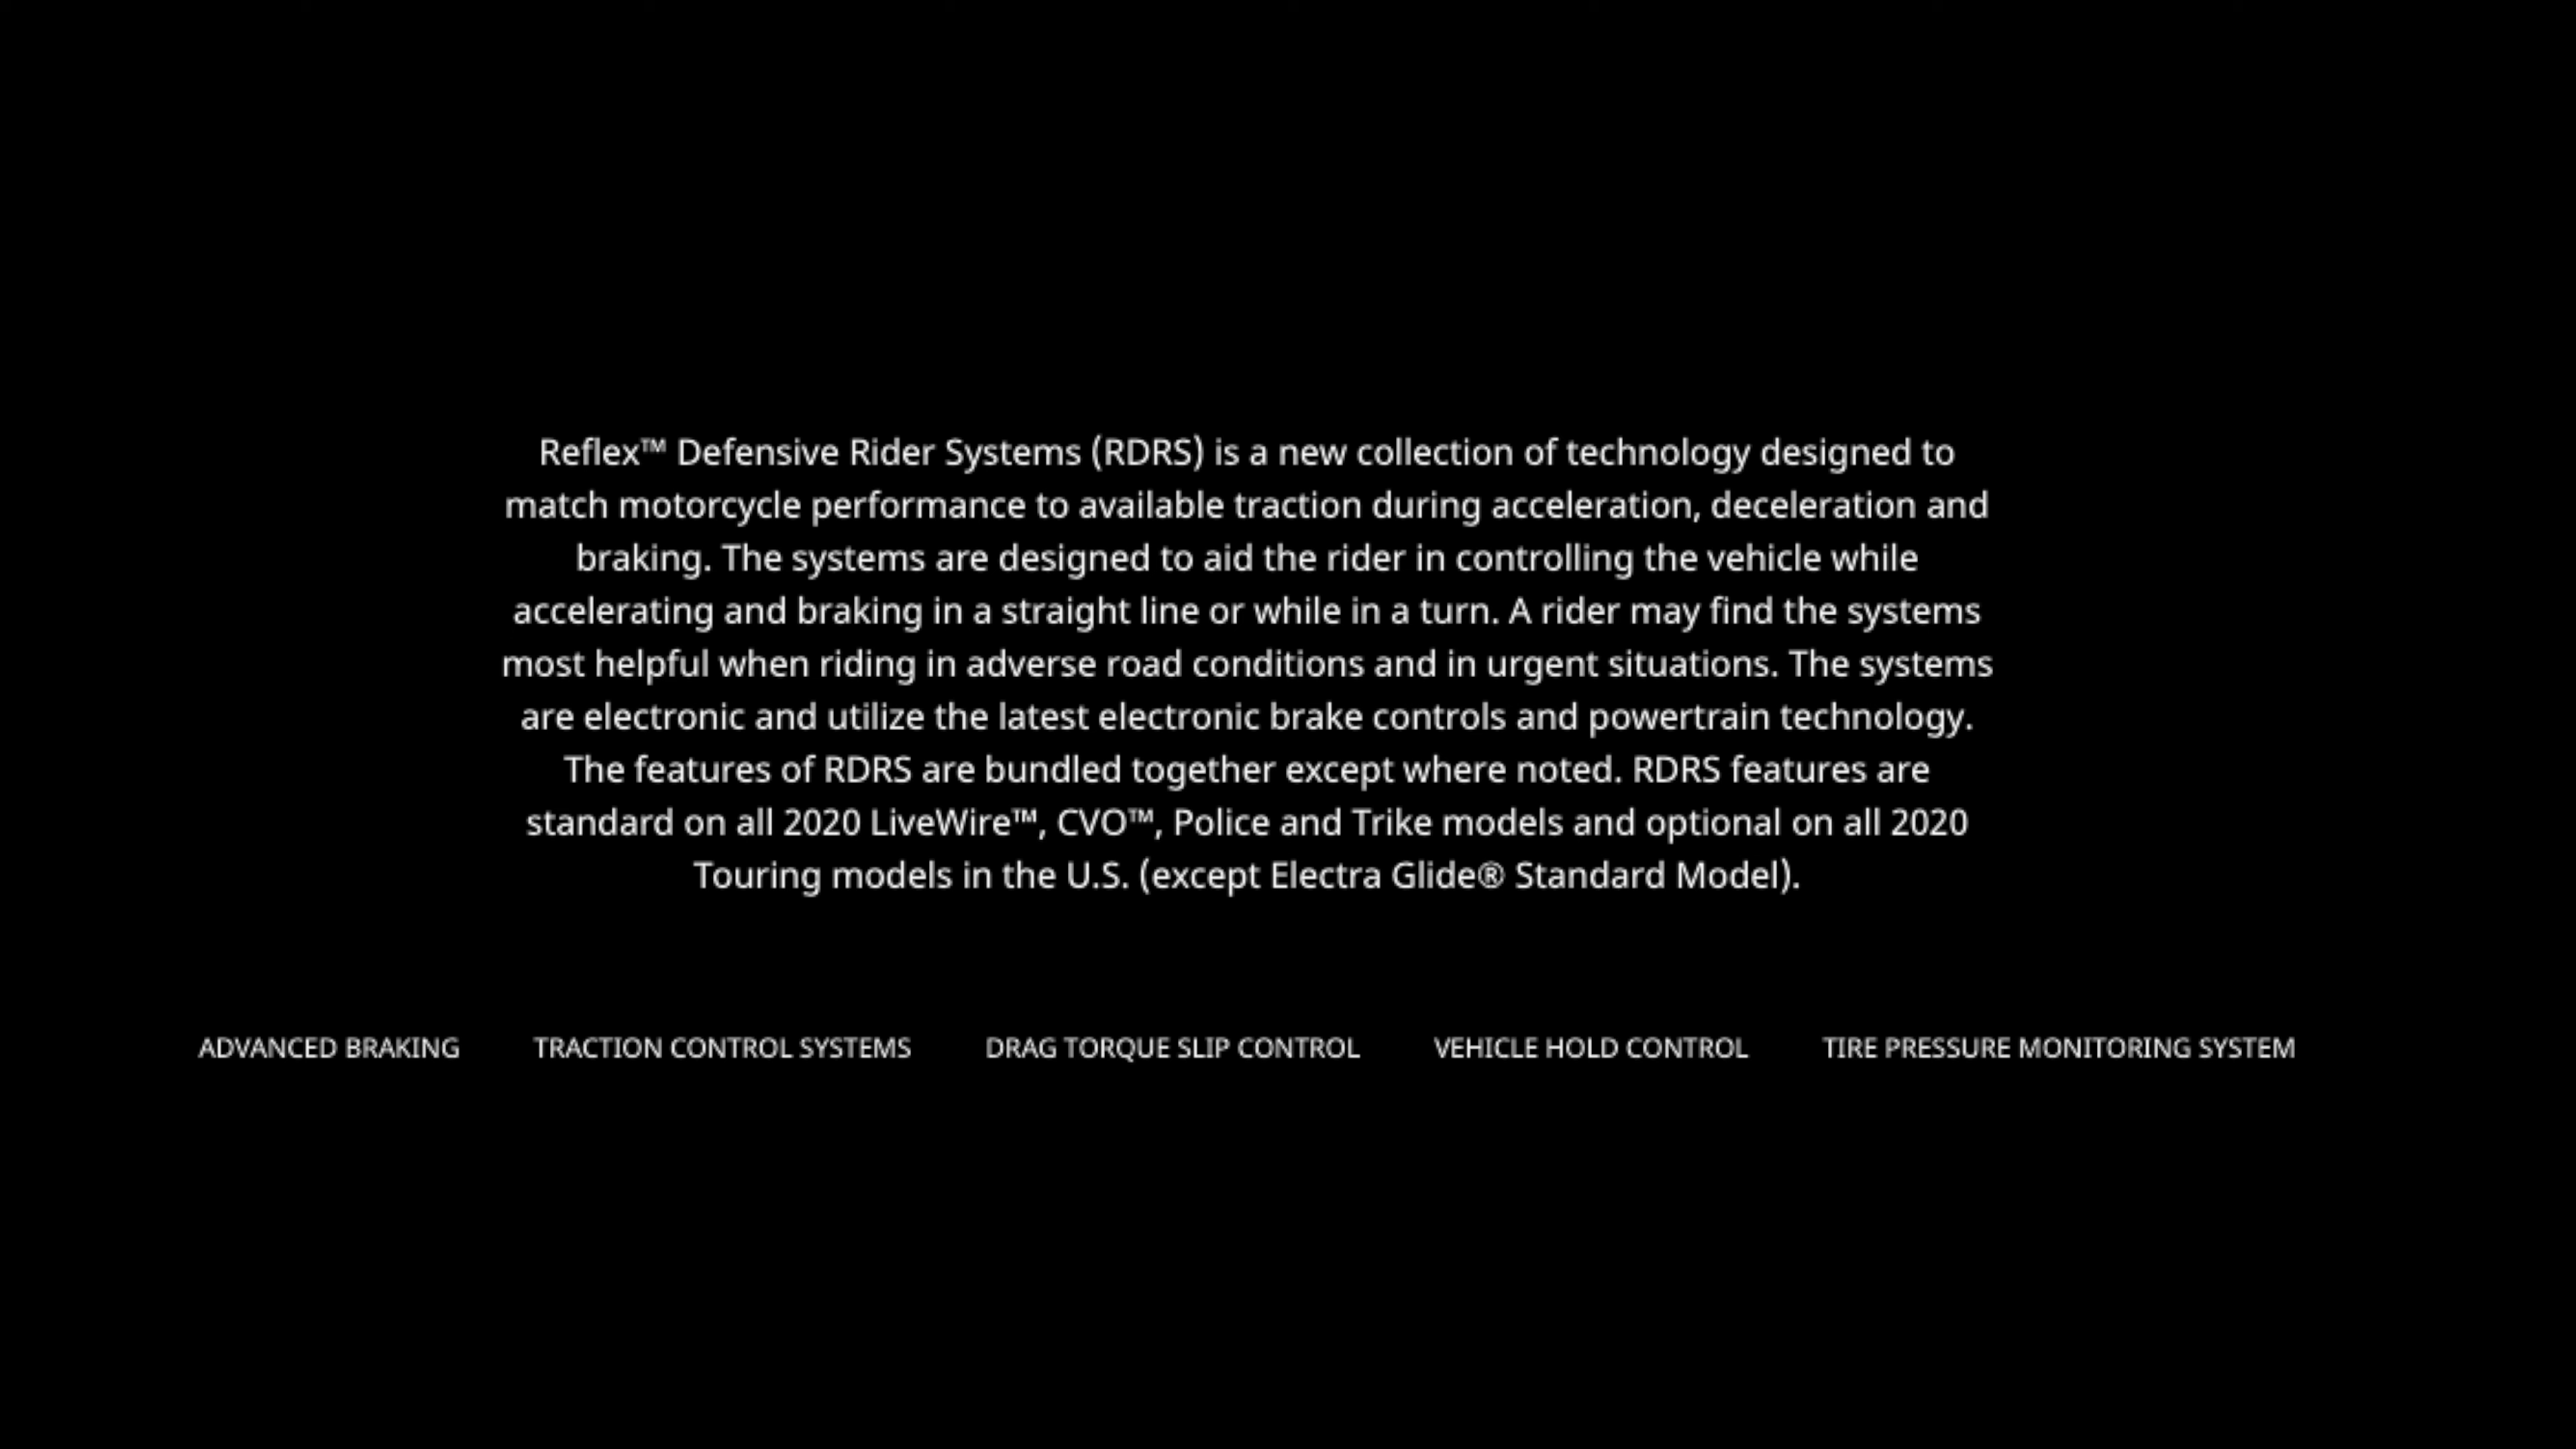 Reflex™ Defensive Rider Systems (RDRS) is a new collection of technology designed to
match motorcycle performance to available traction during acceleration, deceleration and
braking. The systems are designed to aid the rider in controlling the vehicle while
accelerating and braking in a straight line or while in a turn. A rider may find the systems
most helpful when riding in adverse road conditions and in urgent situations. The systems
are electronic and utilize the latest electronic brake controls and powertrain technology.
The features of RDRS are bundled together except where noted. RDRS features are
standard on all 2020 LiveWire™, CVO™, Police and Trike models and optional on all 2020
Touring models in the U.S. (except Electra Glide® Standard Model).
ADVANCED BRAKING TRACTION CONTROL SYSTEMS DRAG TORQUE SLIP CONTROL VEHICLE HOLD CONTROL TIRE PRESSURE MONITORING SYSTEM